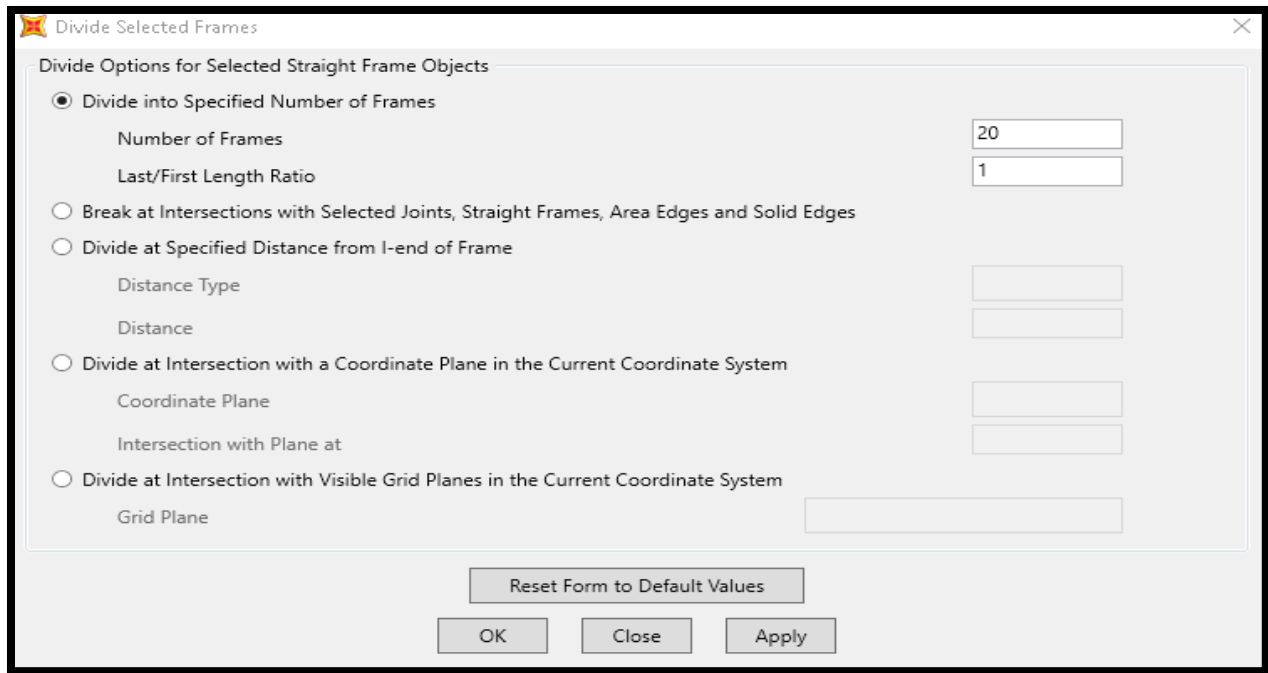 Divide Selected Frames
Divide Options for Selected Straight Frame Objects
Divide into Specified Number of Frames
Number of Frames 20
Last/First Length Ratio 1
Break at Intersections with Selected Joints, Straight Frames, Area Edges and Solid Edges
Divide at Specified Distance from I-end of Frame
Distance Type
Distance
Divide at Intersection with a Coordinate Plane in the Current Coordinate System
Coordinate Plane
Intersection with Plane at
Divide at Intersection with Visible Grid Planes in the Current Coordinate System
Grid Plane
Reset Form to Default Values
OK Close Apply